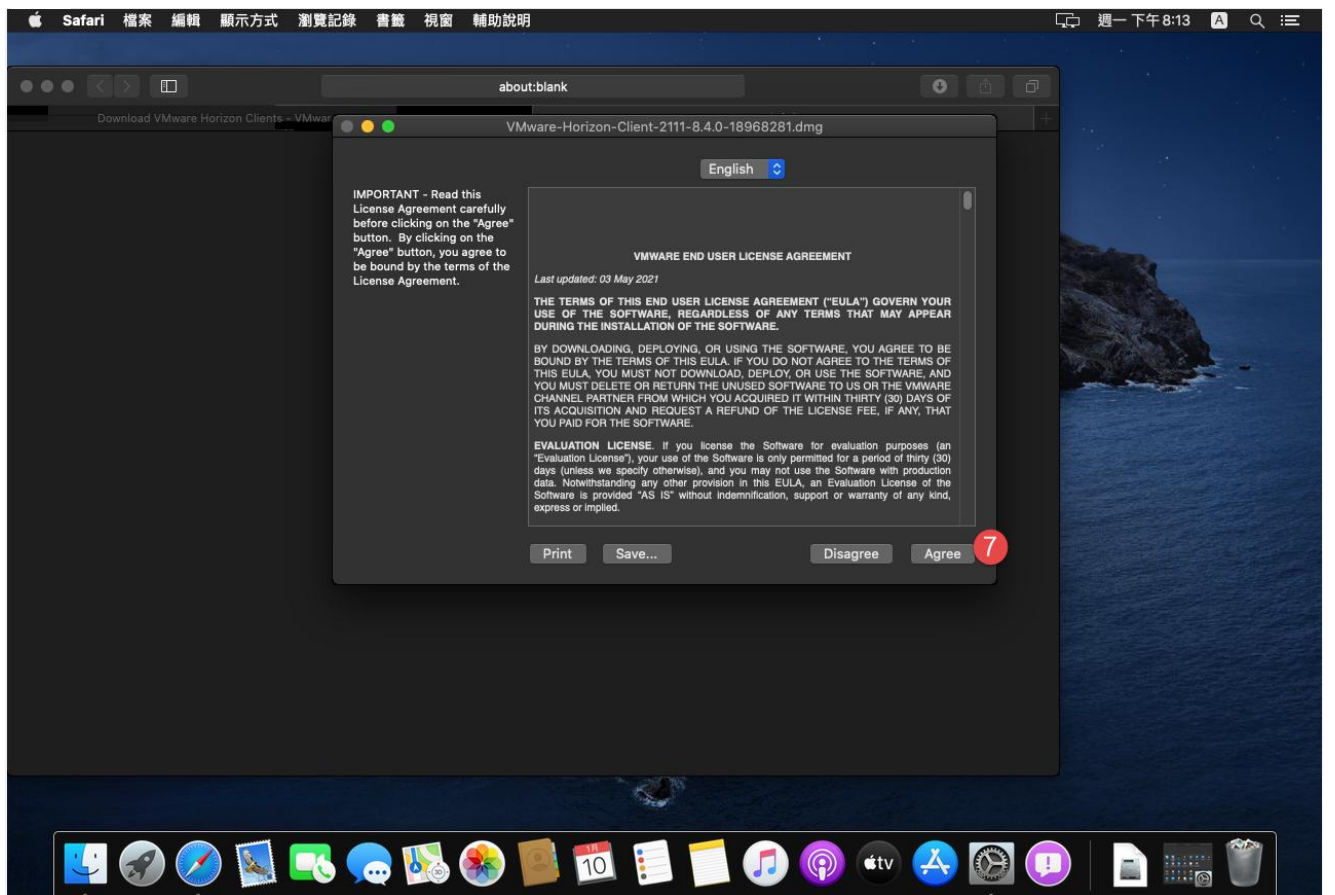 Safari 檔案 編輯 顯示方式 瀏覽記錄 書籤 視窗 輔助說明 週一 下午 8:13 A
about:blank
Download VMware Horizon Clients - VMwar
VMware-Horizon-Client-2111-8.4.0-18968281.dmg
English
IMPORTANT - Read this
License Agreement carefully
before clicking on the "Agree"
button. By clicking on the
"Agree" button, you agree to
be bound by the terms of the
License Agreement.
VMWARE END USER LICENSE AGREEMENT
Last updated: 03 May 2021
THE TERMS OF THIS END USER LICENSE AGREEMENT ("EULA") GOVERN YOUR
USE OF THE SOFTWARE, REGARDLESS OF ANY TERMS THAT MAY APPEAR
DURING THE INSTALLATION OF THE SOFTWARE.
BY DOWNLOADING, DEPLOYING, OR USING THE SOFTWARE, YOU AGREE TO BE
BOUND BY THE TERMS OF THIS EULA. IF YOU DO NOT AGREE TO THE TERMS OF
THIS EULA, YOU MUST NOT DOWNLOAD, DEPLOY, OR USE THE SOFTWARE, AND
YOU MUST DELETE OR RETURN THE UNUSED SOFTWARE TO US OR THE VMWARE
CHANNEL PARTNER FROM WHICH YOU ACQUIRED IT WITHIN THIRTY (30) DAYS OF
ITS ACQUISITION AND REQUEST A REFUND OF THE LICENSE FEE, IF ANY, THAT
YOU PAID FOR THE SOFTWARE.
EVALUATION LICENSE. If you license the Software for evaluation purposes (an
"Evaluation License"), your use of the Software is only permitted for a period of thirty (30)
days (unless we specify otherwise), and you may not use the Software with production
data. Notwithstanding any other provision in this EULA, an Evaluation License of the
Software is provided "AS IS" without indemnification, support or warranty of any kind,
express or implied.
Print Save... Disagree Agree 7
1月
10
tv